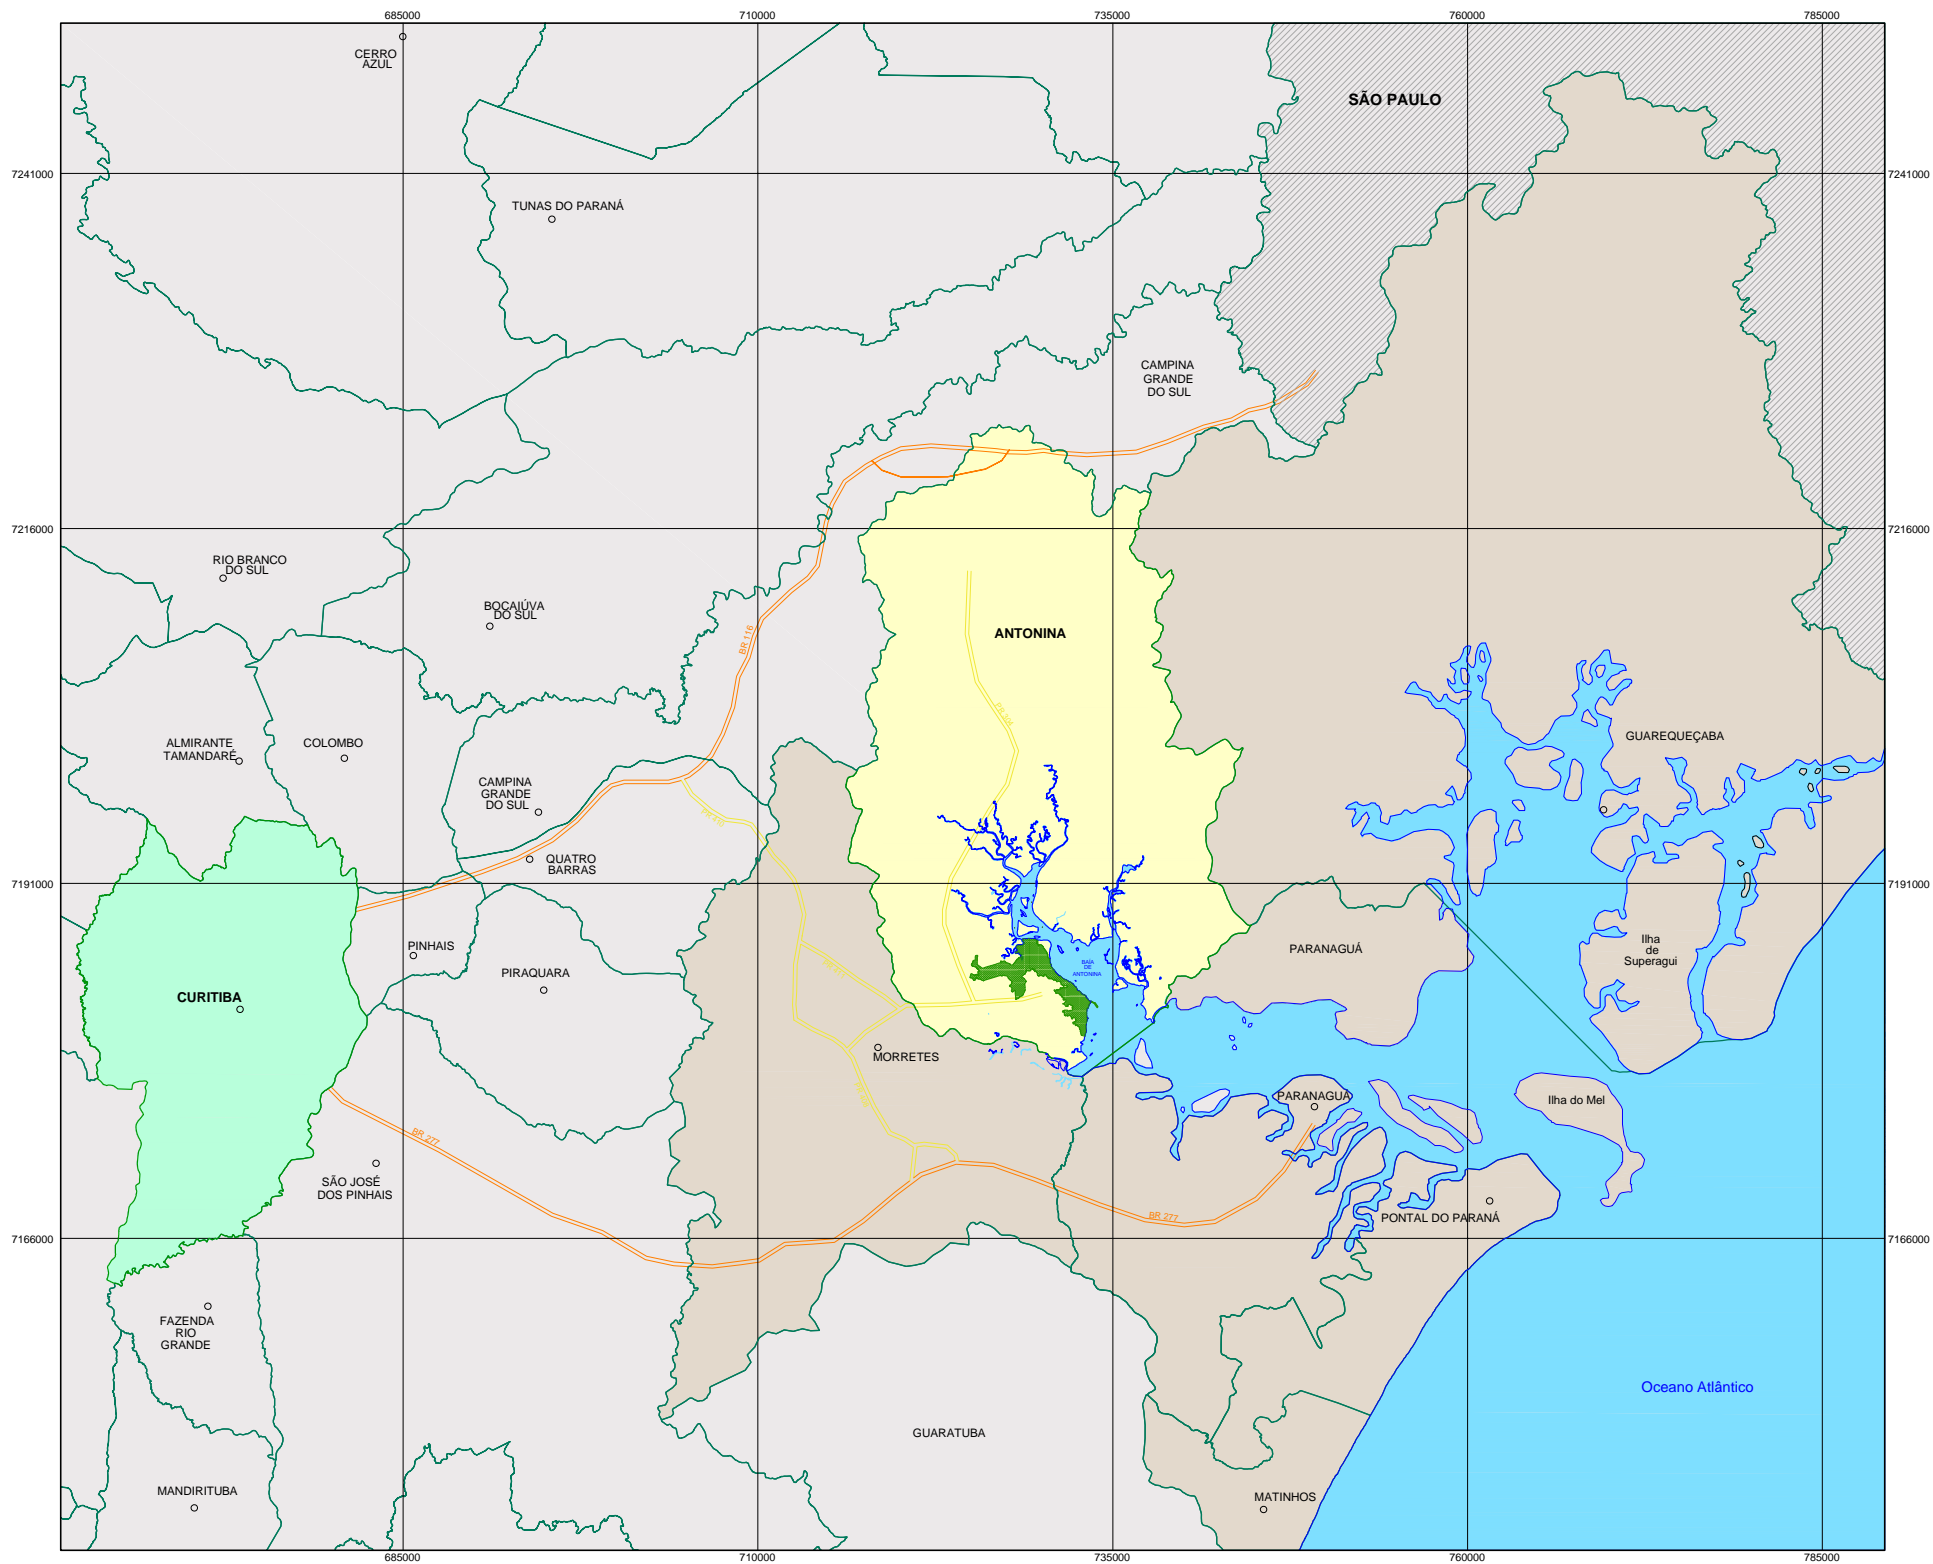 685000
710000
735000
760000
785000
CERRO
AZUL
SÃO PAULO
7241000
7241000
TUNAS DO PARANÁ
CAMPINA
GRANDE
DO SUL
7216000
7216000
RIO BRANCO
DO SUL
BOCAIÚVA
DO SUL
BR 116
ANTONINA
GUAREQUEÇABA
ALMIRANTE
TAMANDARÉ
COLOMBO
CAMPINA
GRANDE
DO SUL
QUATRO
BARRAS
7191000
7191000
PINHAIS
PIRAQUARA
PARANAGUÁ
Ilha
de
Superagui
BAÍA
DE
ANTONINA
CURITIBA
MORRETES
PARANAGUÁ
Ilha do Mel
BR 277
SÃO JOSÉ
DOS PINHAIS
BR 277
PONTAL DO PARANÁ
7166000
7166000
FAZENDA
RIO
GRANDE
Oceano Atlântico
GUARATUBA
MANDIRITUBA
MATINHOS
685000
710000
735000
760000
785000